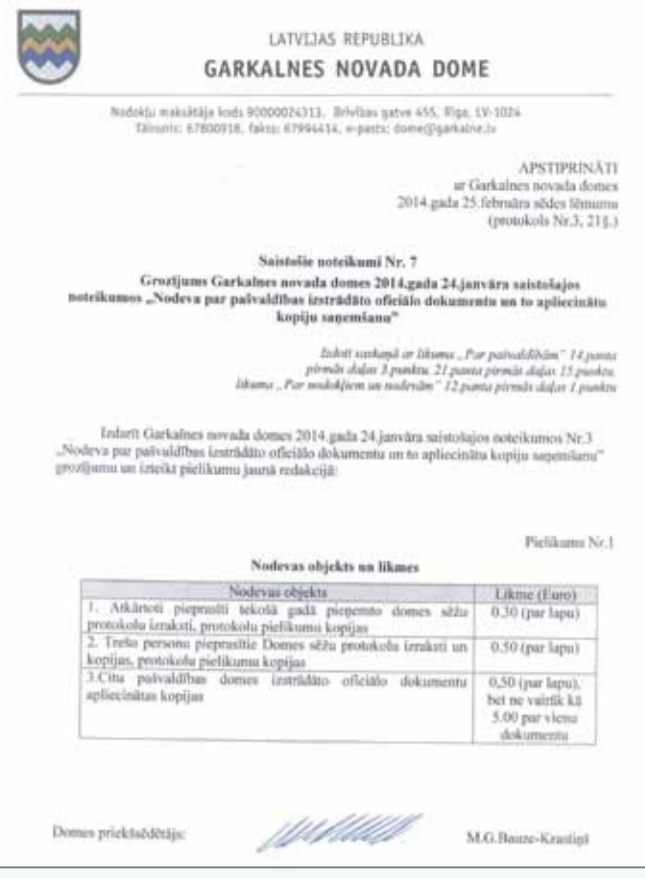 LATVIJAS REPUBLIKA
GARKALNES NOVADA DOME
Nodokļu maksātāja kods 90000024313, Brīvības gatve 455, Rīga, LV-1024
Tālrunis: 67800918, fakss: 67994414, e-pasts: dome@garkalne.lv
APSTIPRINĀTI
ar Garkalnes novada domes
2014.gada 25.februāra sēdes lēmumu
(protokols Nr.3, 21§.)
Saistošie noteikumi Nr. 7
Grozījums Garkalnes novada domes 2014.gada 24.janvāra saistošajos
noteikumos „Nodeva par pašvaldības izstrādāto oficiālo dokumentu un to apliecinātu
kopiju saņemšanu”
Izdoti saskaņā ar likuma „Par pašvaldībām” 14.panta
pirmās daļas 3.punktu, 21.panta pirmās daļas 15.punktu,
likuma „Par nodokļiem un nodevām” 12.panta pirmās daļas 1.punktu
Izdarīt Garkalnes novada domes 2014.gada 24.janvāra saistošajos noteikumos Nr.3
„Nodeva par pašvaldības izstrādāto oficiālo dokumentu un to apliecinātu kopiju saņemšanu”
grozījumu un izteikt pielikumu jaunā redakcijā:
Pielikums Nr.1
Nodevas objekts un likmes
Nodevas objekts Likme (Euro)
1. Atkārtoti pieprasīti tekošā gadā pieņemto domes sēžu 0.30 (par lapu)
protokolu izraksti, protokolu pielikumu kopijas
2. Trešo personu pieprasītie Domes sēžu protokolu izraksti un 0.50 (par lapu)
kopijas, protokolu pielikumu kopijas
3.Citu pašvaldības domes izstrādāto oficiālo dokumentu 0,50 (par lapu),
apliecinātas kopijas bet ne vairāk kā
5.00 par vienu
dokumentu
Domes priekšsēdētājs: M.G.Bauze-Krastiņš